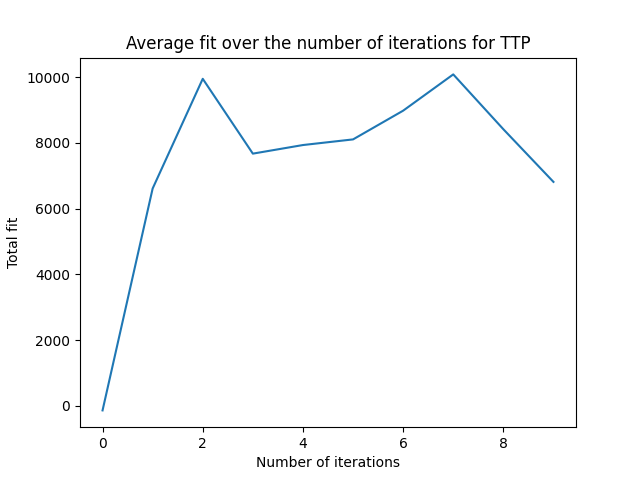 Average fit over the number of iterations for TTP
10000
8000
6000
4000
2000
0
Total fit
0 2 4 6 8
Number of iterations